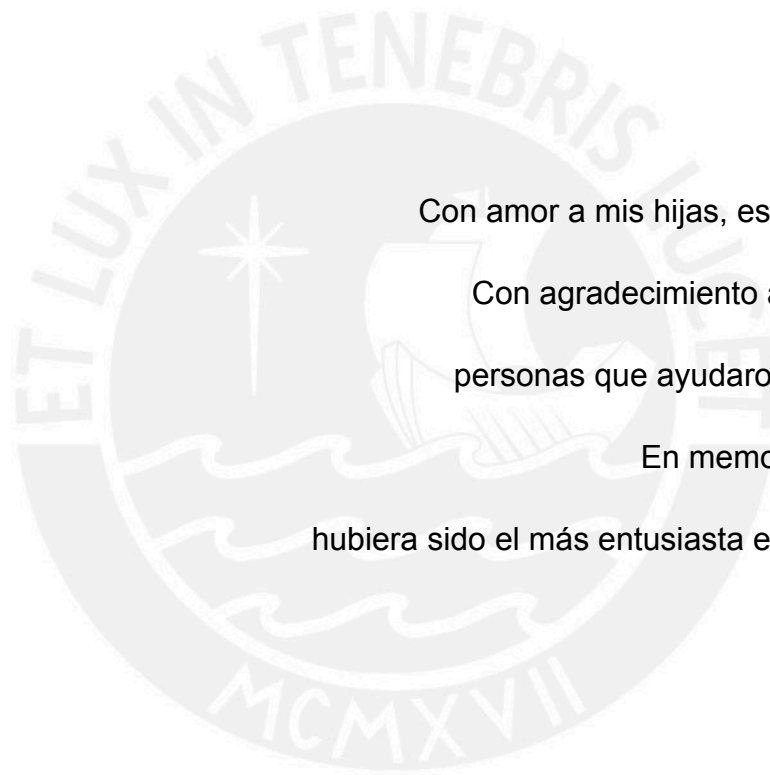 ET LUX IN TENEBRIS LUCET
Con amor a mis hijas, es
Con agradecimiento a
personas que ayudaro
En memo
hubiera sido el más entusiasta e
MCMXVII